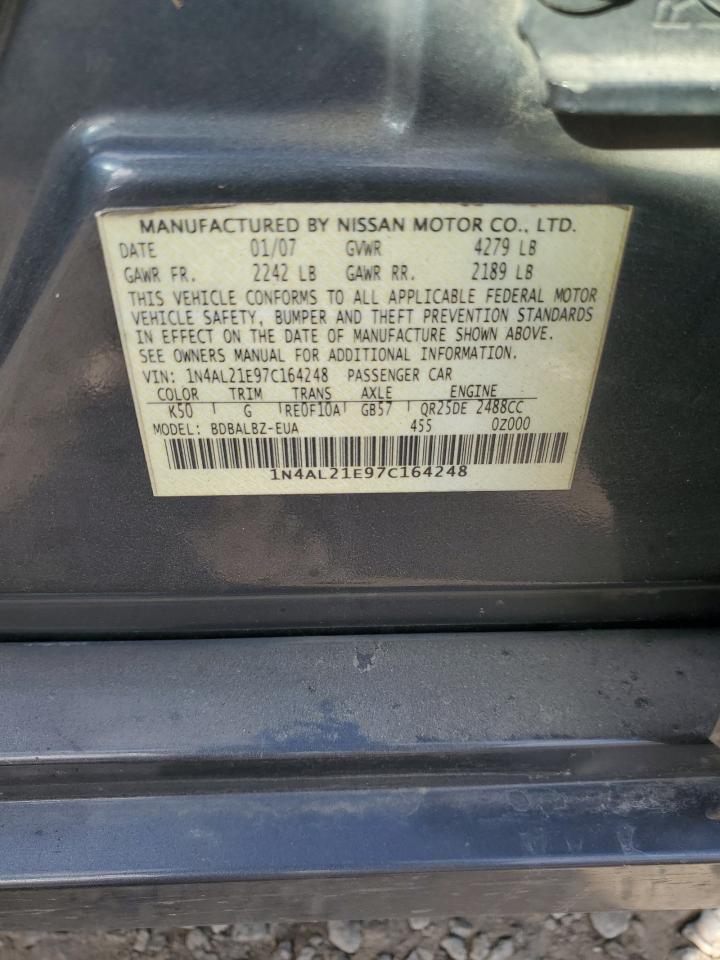 MANUFACTURED BY NISSAN MOTOR CO., LTD.
DATE 01/07 GVWR 4279 LB
GAWR FR. 2242 LB GAWR RR. 2189 LB
THIS VEHICLE CONFORMS TO ALL APPLICABLE FEDERAL MOTOR
VEHICLE SAFETY, BUMPER AND THEFT PREVENTION STANDARDS
IN EFFECT ON THE DATE OF MANUFACTURE SHOWN ABOVE.
SEE OWNERS MANUAL FOR ADDITIONAL INFORMATION.
VIN: 1N4AL21E97C164248 PASSENGER CAR
COLOR TRIM TRANS AXLE ENGINE
K50 G RE0F10A GB57 QR25DE 2488CC
MODEL: BDBALBZ-EUA 455 0Z000
1N4AL21E97C164248